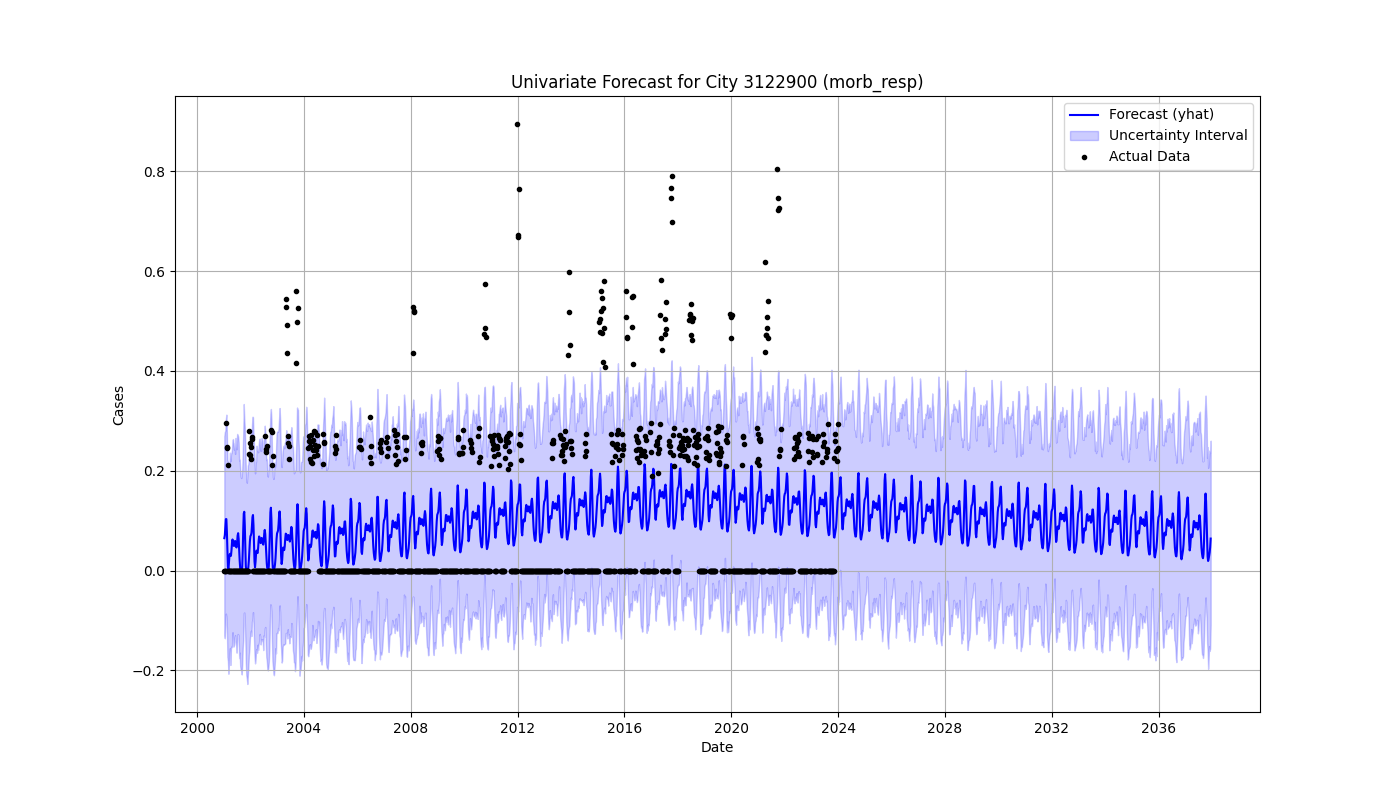 Univariate Forecast for City 3122900 (morb_resp)
Forecast (yhat)
Uncertainty Interval
Actual Data
Cases
0.8
0.6
0.4
0.2
0.0
−0.2
2000 2004 2008 2012 2016 2020 2024 2028 2032 2036
Date